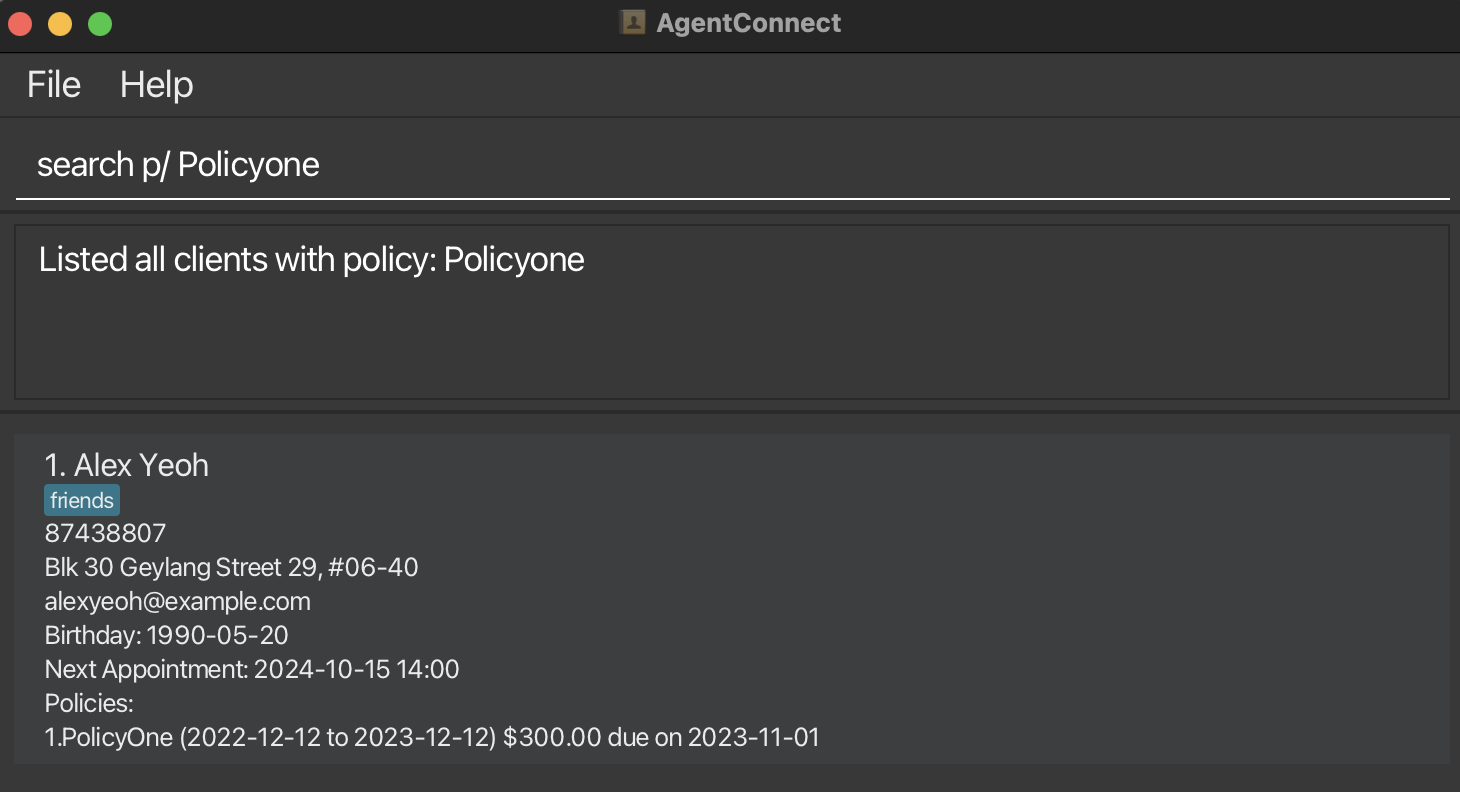 AgentConnect
File Help
search p/ Policyone
Listed all clients with policy: Policyone
1. Alex Yeoh
friends
87438807
Blk 30 Geylang Street 29, #06-40
alexyeoh@example.com
Birthday: 1990-05-20
Next Appointment: 2024-10-15 14:00
Policies:
1.PolicyOne (2022-12-12 to 2023-12-12) $300.00 due on 2023-11-01